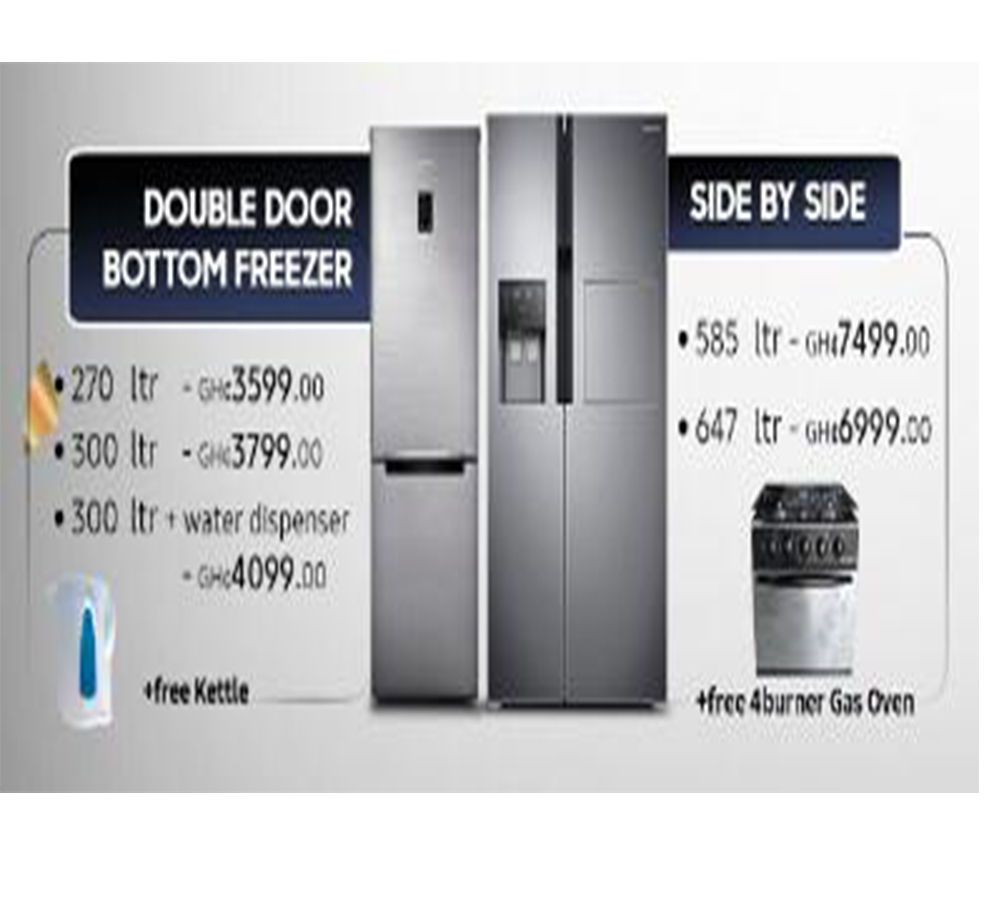 DOUBLE DOOR
BOTTOM FREEZER
• 270 ltr - GH¢3599.00
• 300 ltr - GH¢3799.00
• 300 ltr + water dispenser
- GH¢4099.00
+free Kettle
SIDE BY SIDE
• 585 ltr - GH¢7499.00
• 647 ltr - GH¢6999.00
+free 4burner Gas Oven